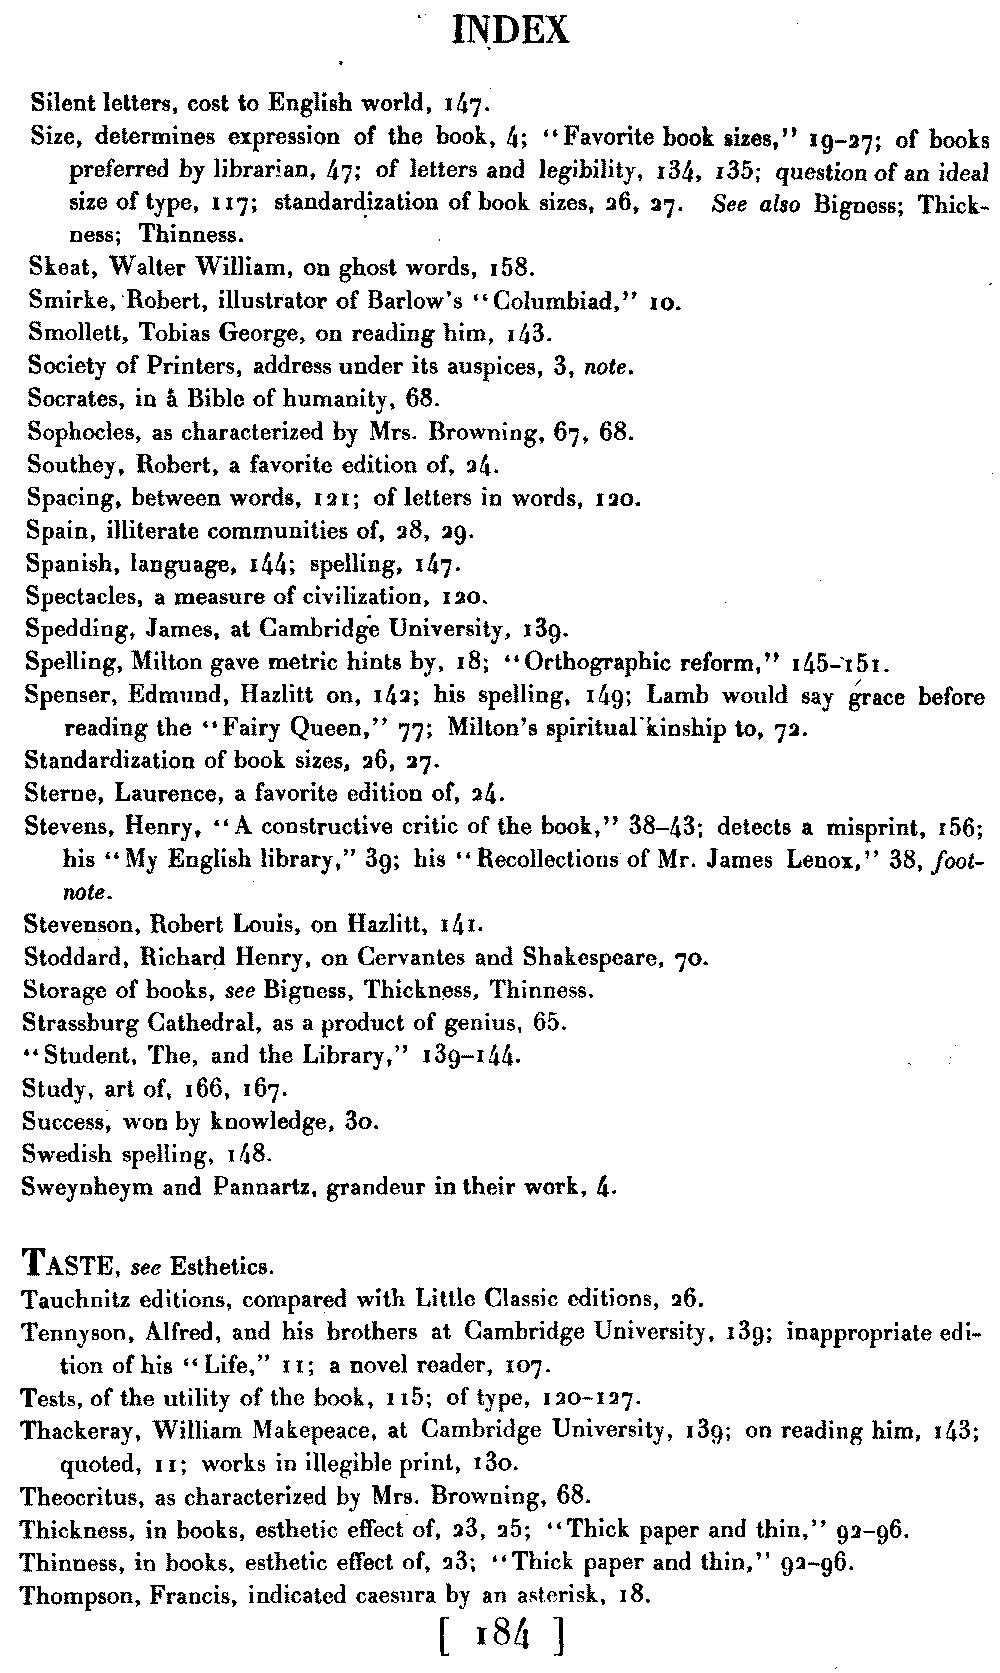 INDEX
Silent letters, cost to English world, 147.
Size, determines expression of the book, 4; “Favorite book sizes,” 19–27; of books
preferred by librarian, 47; of letters and legibility, 134, 135; question of an ideal
size of type, 117; standardization of book sizes, 26, 27. See also Bigness; Thick-
ness; Thinness.
Skeat, Walter William, on ghost words, 158.
Smirke, Robert, illustrator of Barlow's “Columbiad,” 10.
Smollett, Tobias George, on reading him, 143.
Society of Printers, address under its auspices, 3, note.
Socrates, in a Bible of humanity, 68.
Sophocles, as characterized by Mrs. Browning, 67, 68.
Southey, Robert, a favorite edition of, 24.
Spacing, between words, 121; of letters in words, 120.
Spain, illiterate communities of, 28, 29.
Spanish, language, 144; spelling, 147.
Spectacles, a measure of civilization, 120.
Spedding, James, at Cambridge University, 139.
Spelling, Milton gave metric hints by, 18; “Orthographic reform,” 145–151.
Spenser, Edmund, Hazlitt on, 142; his spelling, 149; Lamb would say grace before
reading the “Fairy Queen,” 77; Milton's spiritual kinship to, 72.
Standardization of book sizes, 26, 27.
Sterne, Laurence, a favorite edition of, 24.
Stevens, Henry, “A constructive critic of the book,” 38–43; detects a misprint, 156;
his “My English library,” 39; his “Recollections of Mr. James Lenox,” 38, foot-
note.
Stevenson, Robert Louis, on Hazlitt, 141.
Stoddard, Richard Henry, on Cervantes and Shakespeare, 70.
Storage of books, see Bigness, Thickness, Thinness.
Strassburg Cathedral, as a product of genius, 65.
“Student, The, and the Library,” 139–144.
Study, art of, 166, 167.
Success, won by knowledge, 30.
Swedish spelling, 148.
Sweynheym and Pannartz, grandeur in their work, 4.
TASTE, see Esthetics.
Tauchnitz editions, compared with Little Classic editions, 26.
Tennyson, Alfred, and his brothers at Cambridge University, 139; inappropriate edi-
tion of his “Life,” 11; a novel reader, 107.
Tests, of the utility of the book, 115; of type, 120–127.
Thackeray, William Makepeace, at Cambridge University, 139; on reading him, 143;
quoted, 11; works in illegible print, 130.
Theocritus, as characterized by Mrs. Browning, 68.
Thickness, in books, esthetic effect of, 23, 25; “Thick paper and thin,” 92–96.
Thinness, in books, esthetic effect of, 23; “Thick paper and thin,” 92–96.
Thompson, Francis, indicated caesura by an asterisk, 18.
[ 184 ]